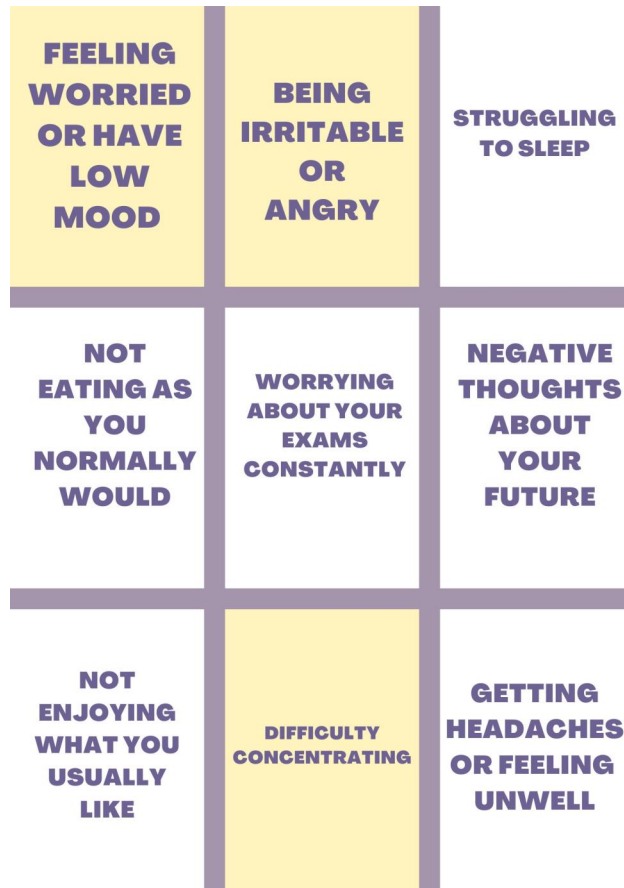 FEELING
WORRIED
OR HAVE
LOW
MOOD
BEING
IRRITABLE
OR
ANGRY
STRUGGLING
TO SLEEP
NOT
EATING AS
YOU
NORMALLY
WOULD
WORRYING
ABOUT YOUR
EXAMS
CONSTANTLY
NEGATIVE
THOUGHTS
ABOUT
YOUR
FUTURE
NOT
ENJOYING
WHAT YOU
USUALLY
LIKE
DIFFICULTY
CONCENTRATING
GETTING
HEADACHES
OR FEELING
UNWELL